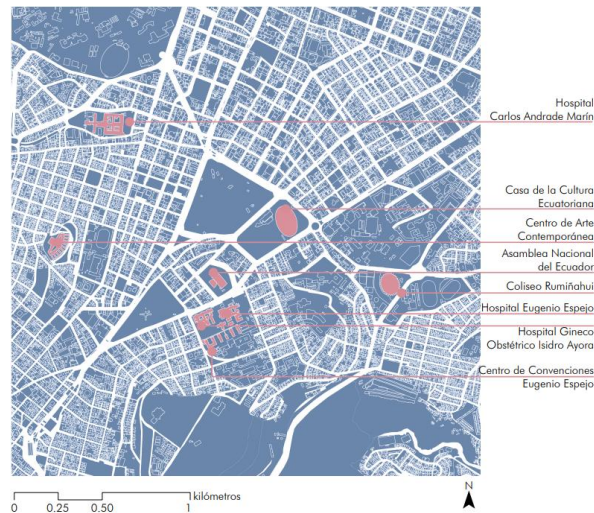 Hospital
Carlos Andrade Marín
Casa de la Cultura
Ecuatoriana
Centro de Arte
Contemporánea
Asamblea Nacional
del Ecuador
Coliseo Rumiñahui
Hospital Eugenio Espejo
Hospital Gineco
Obstétrico Isidro Ayora
Centro de Convenciones
Eugenio Espejo
kilómetros
0 0.25 0.50 1
N